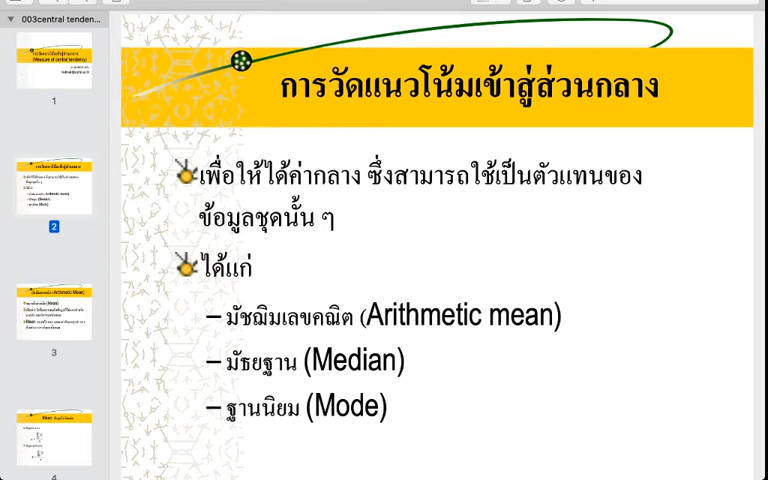 003central tenden...
1
2
3
4
การวัดแนวโน้มเข้าสู่ส่วนกลาง
เพื่อให้ได้ค่ากลาง ซึ่งสามารถใช้เป็นตัวแทนของ
ข้อมูลชุดนั้น ๆ
ได้แก่
– มัชฌิมเลขคณิต (Arithmetic mean)
– มัธยฐาน (Median)
– ฐานนิยม (Mode)